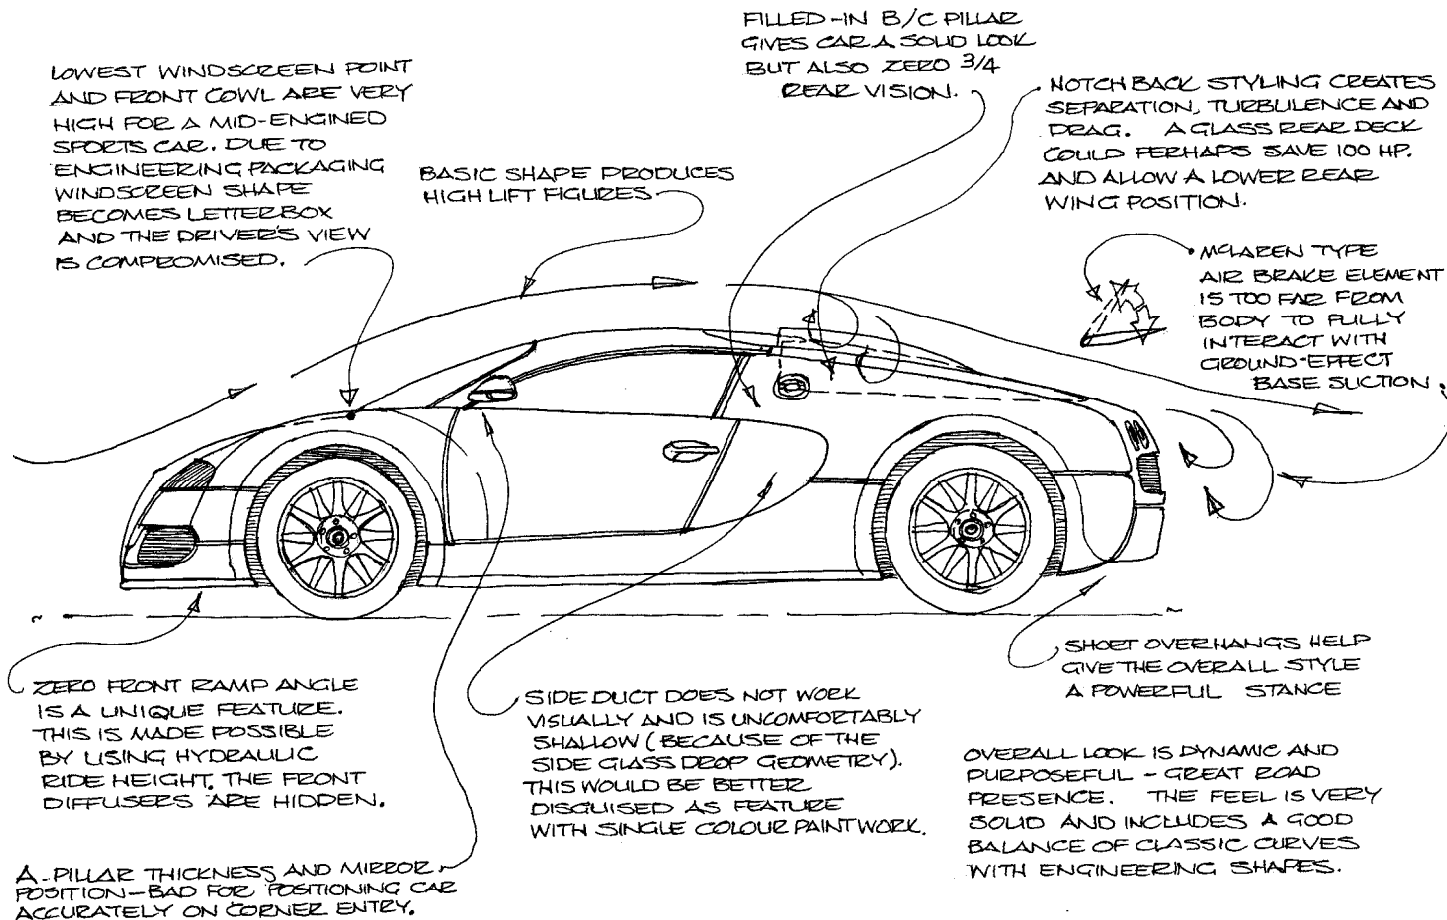 FILLED-IN B/C PILLAR
GIVES CAR A SOLID LOOK
BUT ALSO ZERO 3/4
REAR VISION.
LOWEST WINDSCREEN POINT
AND FRONT COWL ARE VERY
HIGH FOR A MID-ENGINED
SPORTS CAR. DUE TO
ENGINEERING PACKAGING
WINDSCREEN SHAPE
BECOMES LETTERBOX
AND THE DRIVER'S VIEW
IS COMPROMISED.
BASIC SHAPE PRODUCES
HIGH LIFT FIGURES
NOTCH BACK STYLING CREATES
SEPARATION, TURBULENCE AND
DRAG. A GLASS REAR DECK
COULD PERHAPS SAVE 100 HP.
AND ALLOW A LOWER REAR
WING POSITION.
MCLAREN TYPE
AIR BRAKE ELEMENT
IS TOO FAR FROM
BODY TO FULLY
INTERACT WITH
GROUND-EFFECT
BASE SUCTION.
ZERO FRONT RAMP ANGLE
IS A UNIQUE FEATURE.
THIS IS MADE POSSIBLE
BY USING HYDRAULIC
RIDE HEIGHT. THE FRONT
DIFFUSERS ARE HIDDEN.
SIDE DUCT DOES NOT WORK
VISUALLY AND IS UNCOMFORTABLY
SHALLOW (BECAUSE OF THE
SIDE GLASS DROP GEOMETRY).
THIS WOULD BE BETTER
DISGUISED AS FEATURE
WITH SINGLE COLOUR PAINTWORK.
SHORT OVERHANGS HELP
GIVE THE OVERALL STYLE
A POWERFUL STANCE
OVERALL LOOK IS DYNAMIC AND
PURPOSEFUL - GREAT ROAD
PRESENCE. THE FEEL IS VERY
SOLID AND INCLUDES A GOOD
BALANCE OF CLASSIC CURVES
WITH ENGINEERING SHAPES.
A-PILLAR THICKNESS AND MIRROR
POSITION-BAD FOR POSITIONING CAR
ACCURATELY ON CORNER ENTRY.